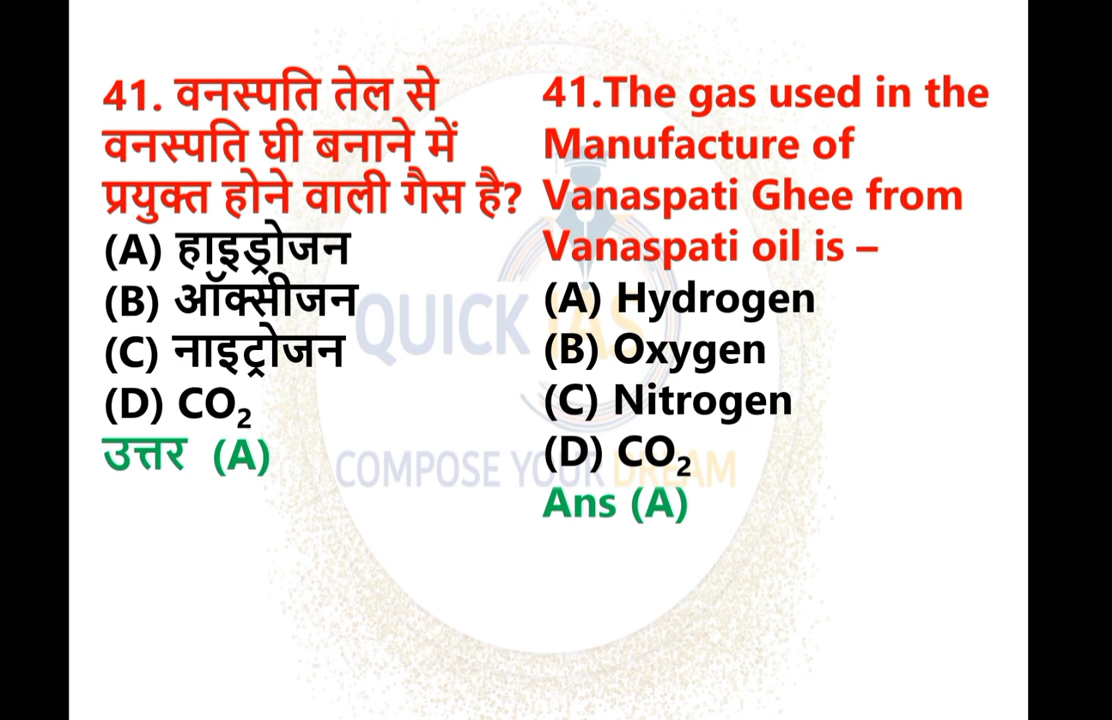 41. वनस्पति तेल से
वनस्पति घी बनाने में
प्रयुक्त होने वाली गैस है?
(A) हाइड्रोजन
(B) ऑक्सीजन
(C) नाइट्रोजन
(D) CO₂
उत्तर (A)
41.The gas used in the
Manufacture of
Vanaspati Ghee from
Vanaspati oil is –
(A) Hydrogen
(B) Oxygen
(C) Nitrogen
(D) CO₂
Ans (A)
QUICK IAS
COMPOSE YOUR DREAM